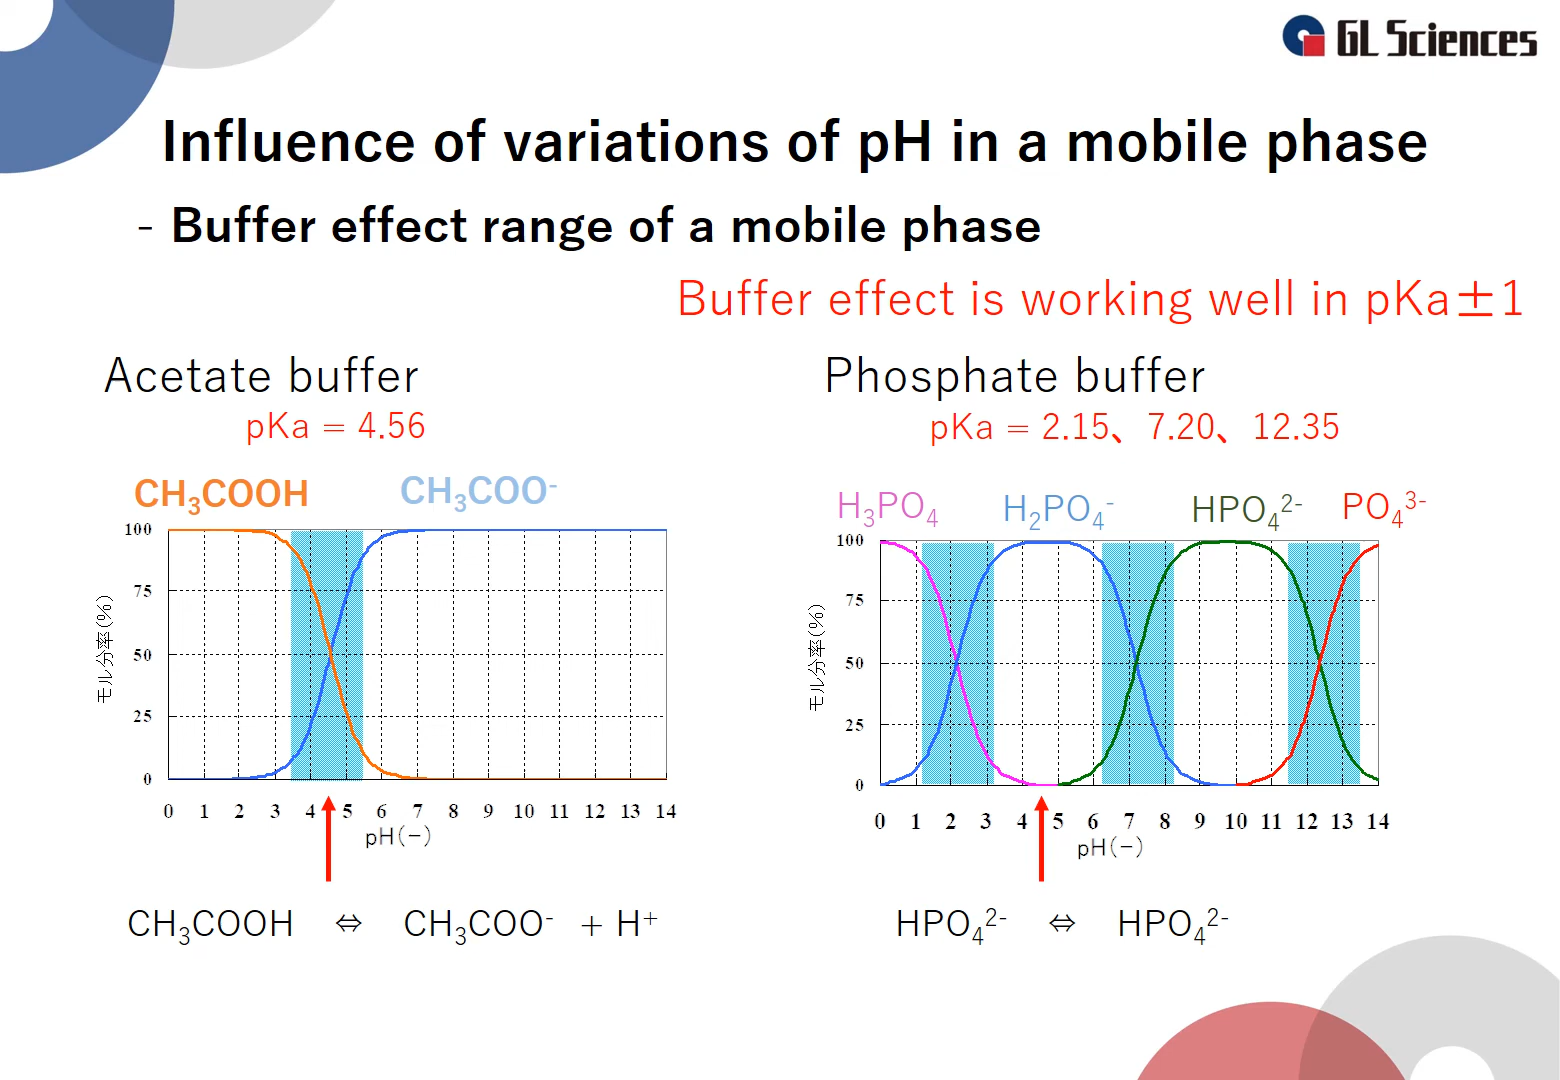 GL Sciences
Influence of variations of pH in a mobile phase
- Buffer effect range of a mobile phase
Buffer effect is working well in pKa±1
Acetate buffer
pKa = 4.56
CH₃COOH CH₃COO⁻
100
75
50
25
0
モル分率(%)
0 1 2 3 4 5 6 7 8 9 10 11 12 13 14
pH(−)
CH₃COOH ⇔ CH₃COO⁻ + H⁺
Phosphate buffer
pKa = 2.15、7.20、12.35
H₃PO₄ H₂PO₄⁻ HPO₄²⁻ PO₄³⁻
100
75
50
25
0
モル分率(%)
0 1 2 3 4 5 6 7 8 9 10 11 12 13 14
pH(−)
HPO₄²⁻ ⇔ HPO₄²⁻